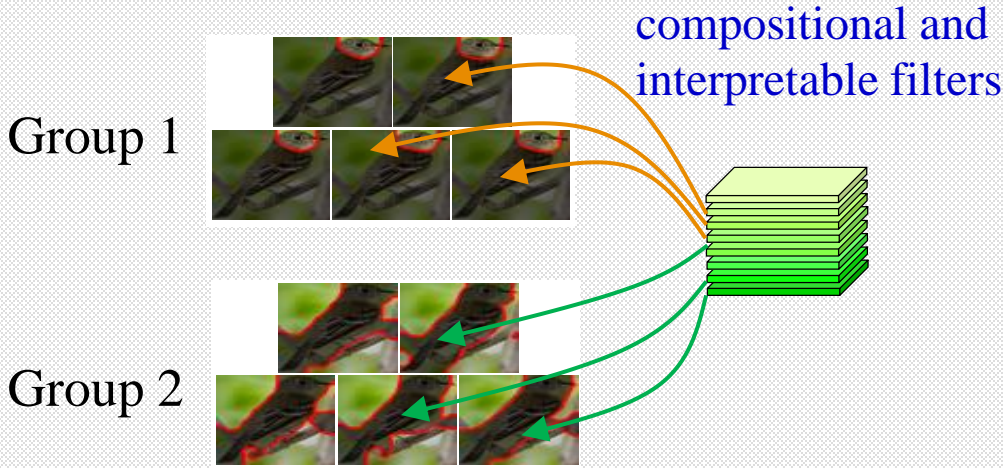 compositional and
interpretable filters
Group 1
Group 2